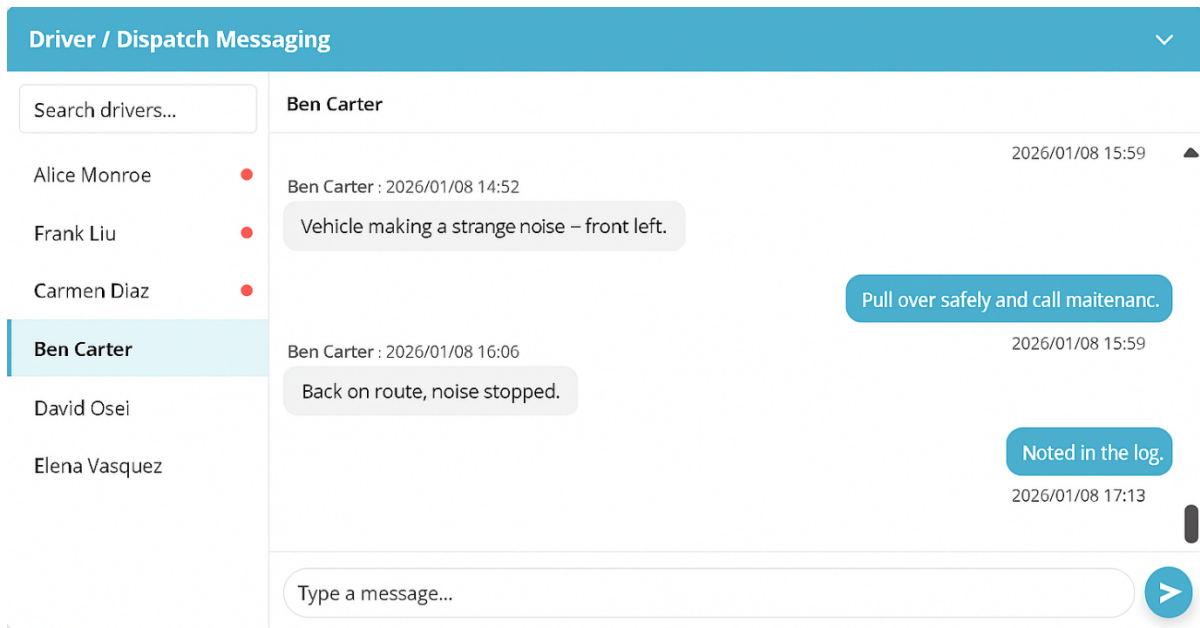 Driver / Dispatch Messaging
Search drivers...
Alice Monroe
Frank Liu
Carmen Diaz
Ben Carter
David Osei
Elena Vasquez
Ben Carter
2026/01/08 15:59
Ben Carter : 2026/01/08 14:52
Vehicle making a strange noise – front left.
Pull over safely and call maitenanc.
2026/01/08 15:59
Ben Carter : 2026/01/08 16:06
Back on route, noise stopped.
Noted in the log.
2026/01/08 17:13
Type a message...